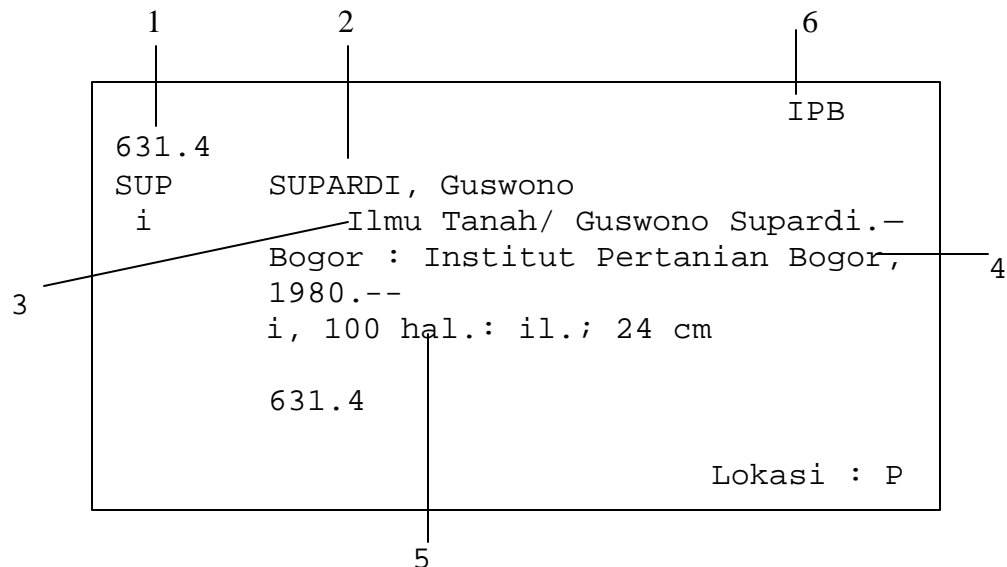 1 2 6
IPB
631.4
SUP SUPARDI, Guswono
i Ilmu Tanah/ Guswono Supardi.—
Bogor : Institut Pertanian Bogor, 4
3 1980.--
i, 100 hal.: il.; 24 cm
631.4
Lokasi : P
5